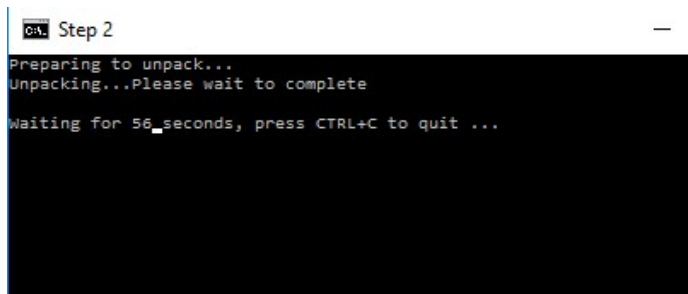 C:\. Step 2
Preparing to unpack...
Unpacking...Please wait to complete
Waiting for 56 seconds, press CTRL+C to quit ...